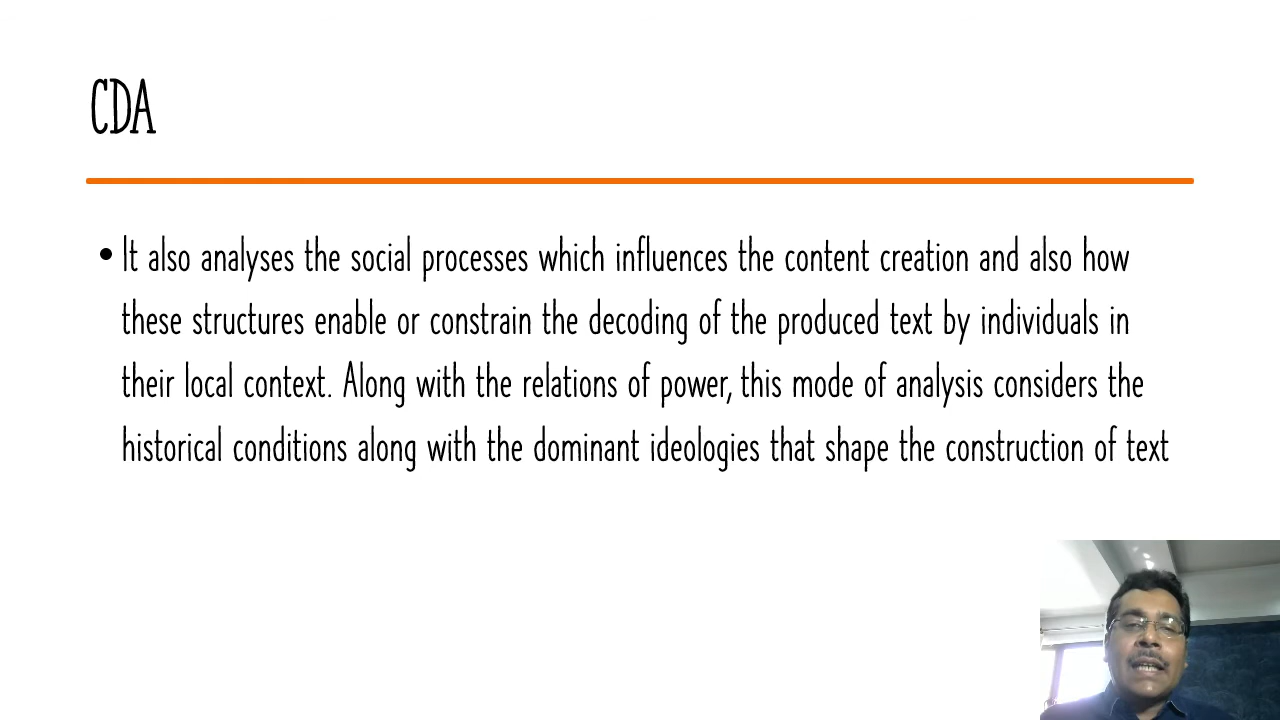 CDA
• It also analyses the social processes which influences the content creation and also how
these structures enable or constrain the decoding of the produced text by individuals in
their local context. Along with the relations of power, this mode of analysis considers the
historical conditions along with the dominant ideologies that shape the construction of text